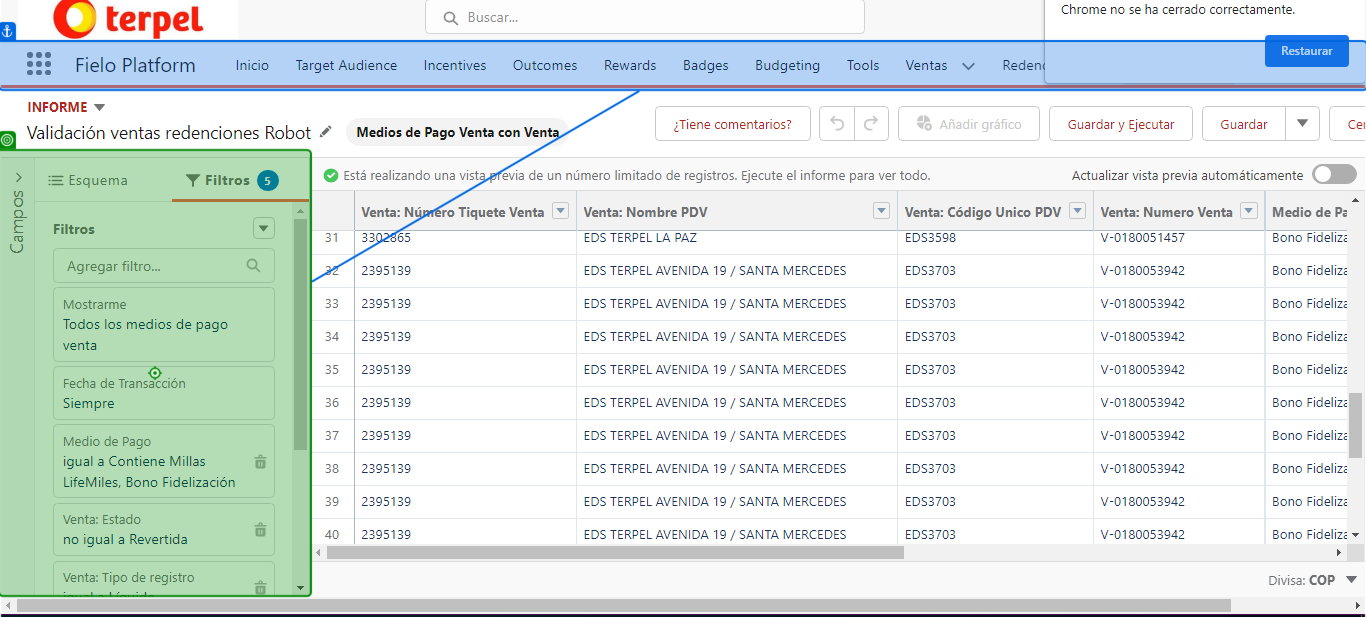 terpel
Buscar...
Chrome no se ha cerrado correctamente.
Restaurar
Fielo Platform
Inicio
Target Audience
Incentives
Outcomes
Rewards
Badges
Budgeting
Tools
Ventas
INFORME
Validación ventas redenciones Robot
Medios de Pago Venta con Venta
¿Tiene comentarios?
Añadir gráfico
Guardar y Ejecutar
Guardar
Campos
Esquema
Filtros 5
Está realizando una vista previa de un número limitado de registros. Ejecute el informe para ver todo.
Actualizar vista previa automáticamente
Filtros
Agregar filtro...
Mostrarme
Todos los medios de pago
venta
Fecha de Transacción
Siempre
Medio de Pago
igual a Contiene Millas
LifeMiles, Bono Fidelización
Venta: Estado
no igual a Revertida
Venta: Tipo de registro
Venta: Número Tiquete Venta Venta: Nombre PDV Venta: Código Unico PDV Venta: Numero Venta Medio de Pa
31 3302865 EDS TERPEL LA PAZ EDS3598 V-0180051457 Bono Fideliza
32 2395139 EDS TERPEL AVENIDA 19 / SANTA MERCEDES EDS3703 V-0180053942 Bono Fideliza
33 2395139 EDS TERPEL AVENIDA 19 / SANTA MERCEDES EDS3703 V-0180053942 Bono Fideliza
34 2395139 EDS TERPEL AVENIDA 19 / SANTA MERCEDES EDS3703 V-0180053942 Bono Fideliza
35 2395139 EDS TERPEL AVENIDA 19 / SANTA MERCEDES EDS3703 V-0180053942 Bono Fideliza
36 2395139 EDS TERPEL AVENIDA 19 / SANTA MERCEDES EDS3703 V-0180053942 Bono Fideliza
37 2395139 EDS TERPEL AVENIDA 19 / SANTA MERCEDES EDS3703 V-0180053942 Bono Fideliza
38 2395139 EDS TERPEL AVENIDA 19 / SANTA MERCEDES EDS3703 V-0180053942 Bono Fideliza
39 2395139 EDS TERPEL AVENIDA 19 / SANTA MERCEDES EDS3703 V-0180053942 Bono Fideliza
40 2395139 EDS TERPEL AVENIDA 19 / SANTA MERCEDES EDS3703 V-0180053942 Bono Fideliza
Divisa: COP